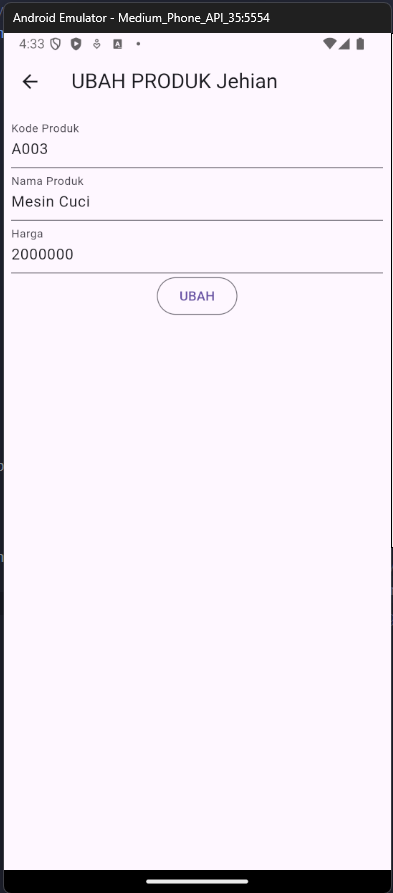 Android Emulator - Medium_Phone_API_35:5554
4:33
UBAH PRODUK Jehian
Kode Produk
A003
Nama Produk
Mesin Cuci
Harga
2000000
UBAH